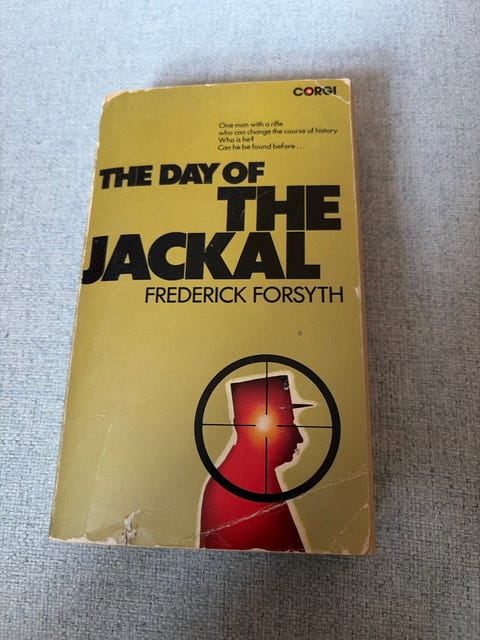 CORGI
One man with a rifle
who can change the course of history.
Who is he?
Can he be found before...
THE DAY OF
THE
JACKAL
FREDERICK FORSYTH